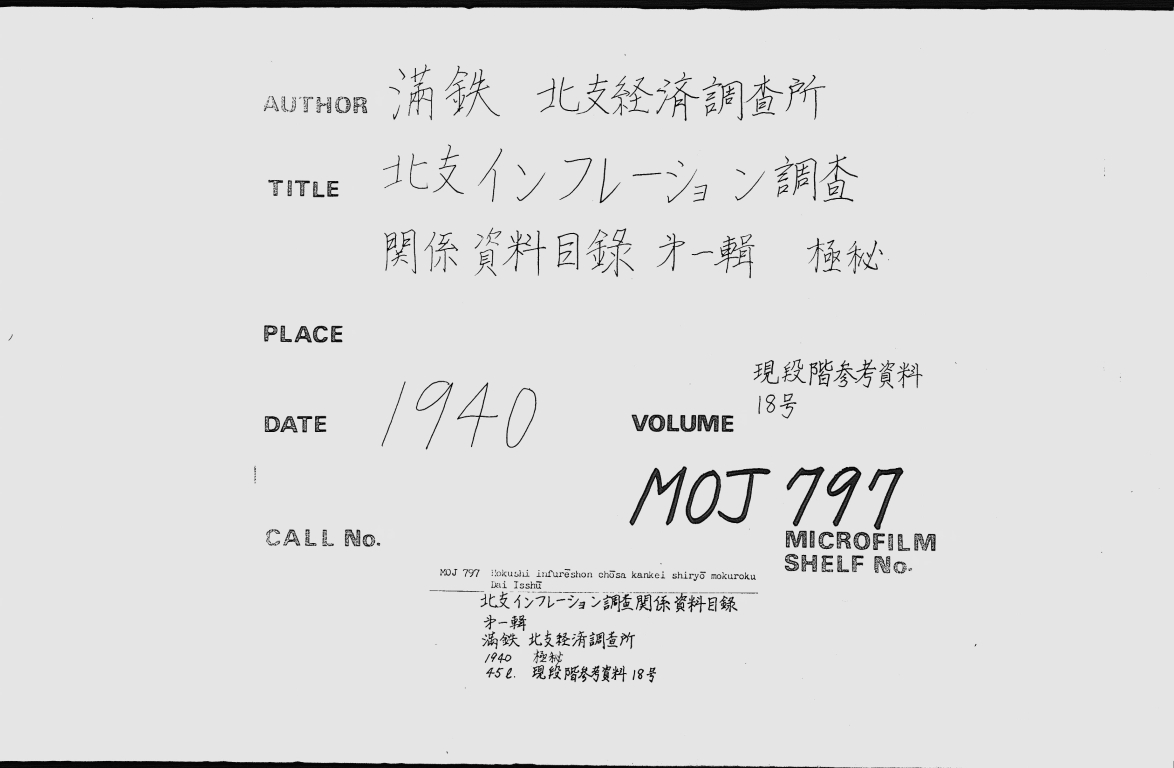 AUTHOR 満鉄 北支経済調査所
TITLE 北支インフレーション調査
関係資料目録 㐧一輯 極秘
PLACE
現段階参考資料
18号
DATE 1940 VOLUME
MOJ 797
CALL No.
MICROFILM
SHELF No.
MOJ 797 Hokushi infurēshon chōsa kankei shiryō mokuroku
Dai Isshū
北支インフレーション調査関係資料目録
㐧一輯
満鉄 北支経済調査所
1940 極秘
45 l. 現段階参考資料 18号